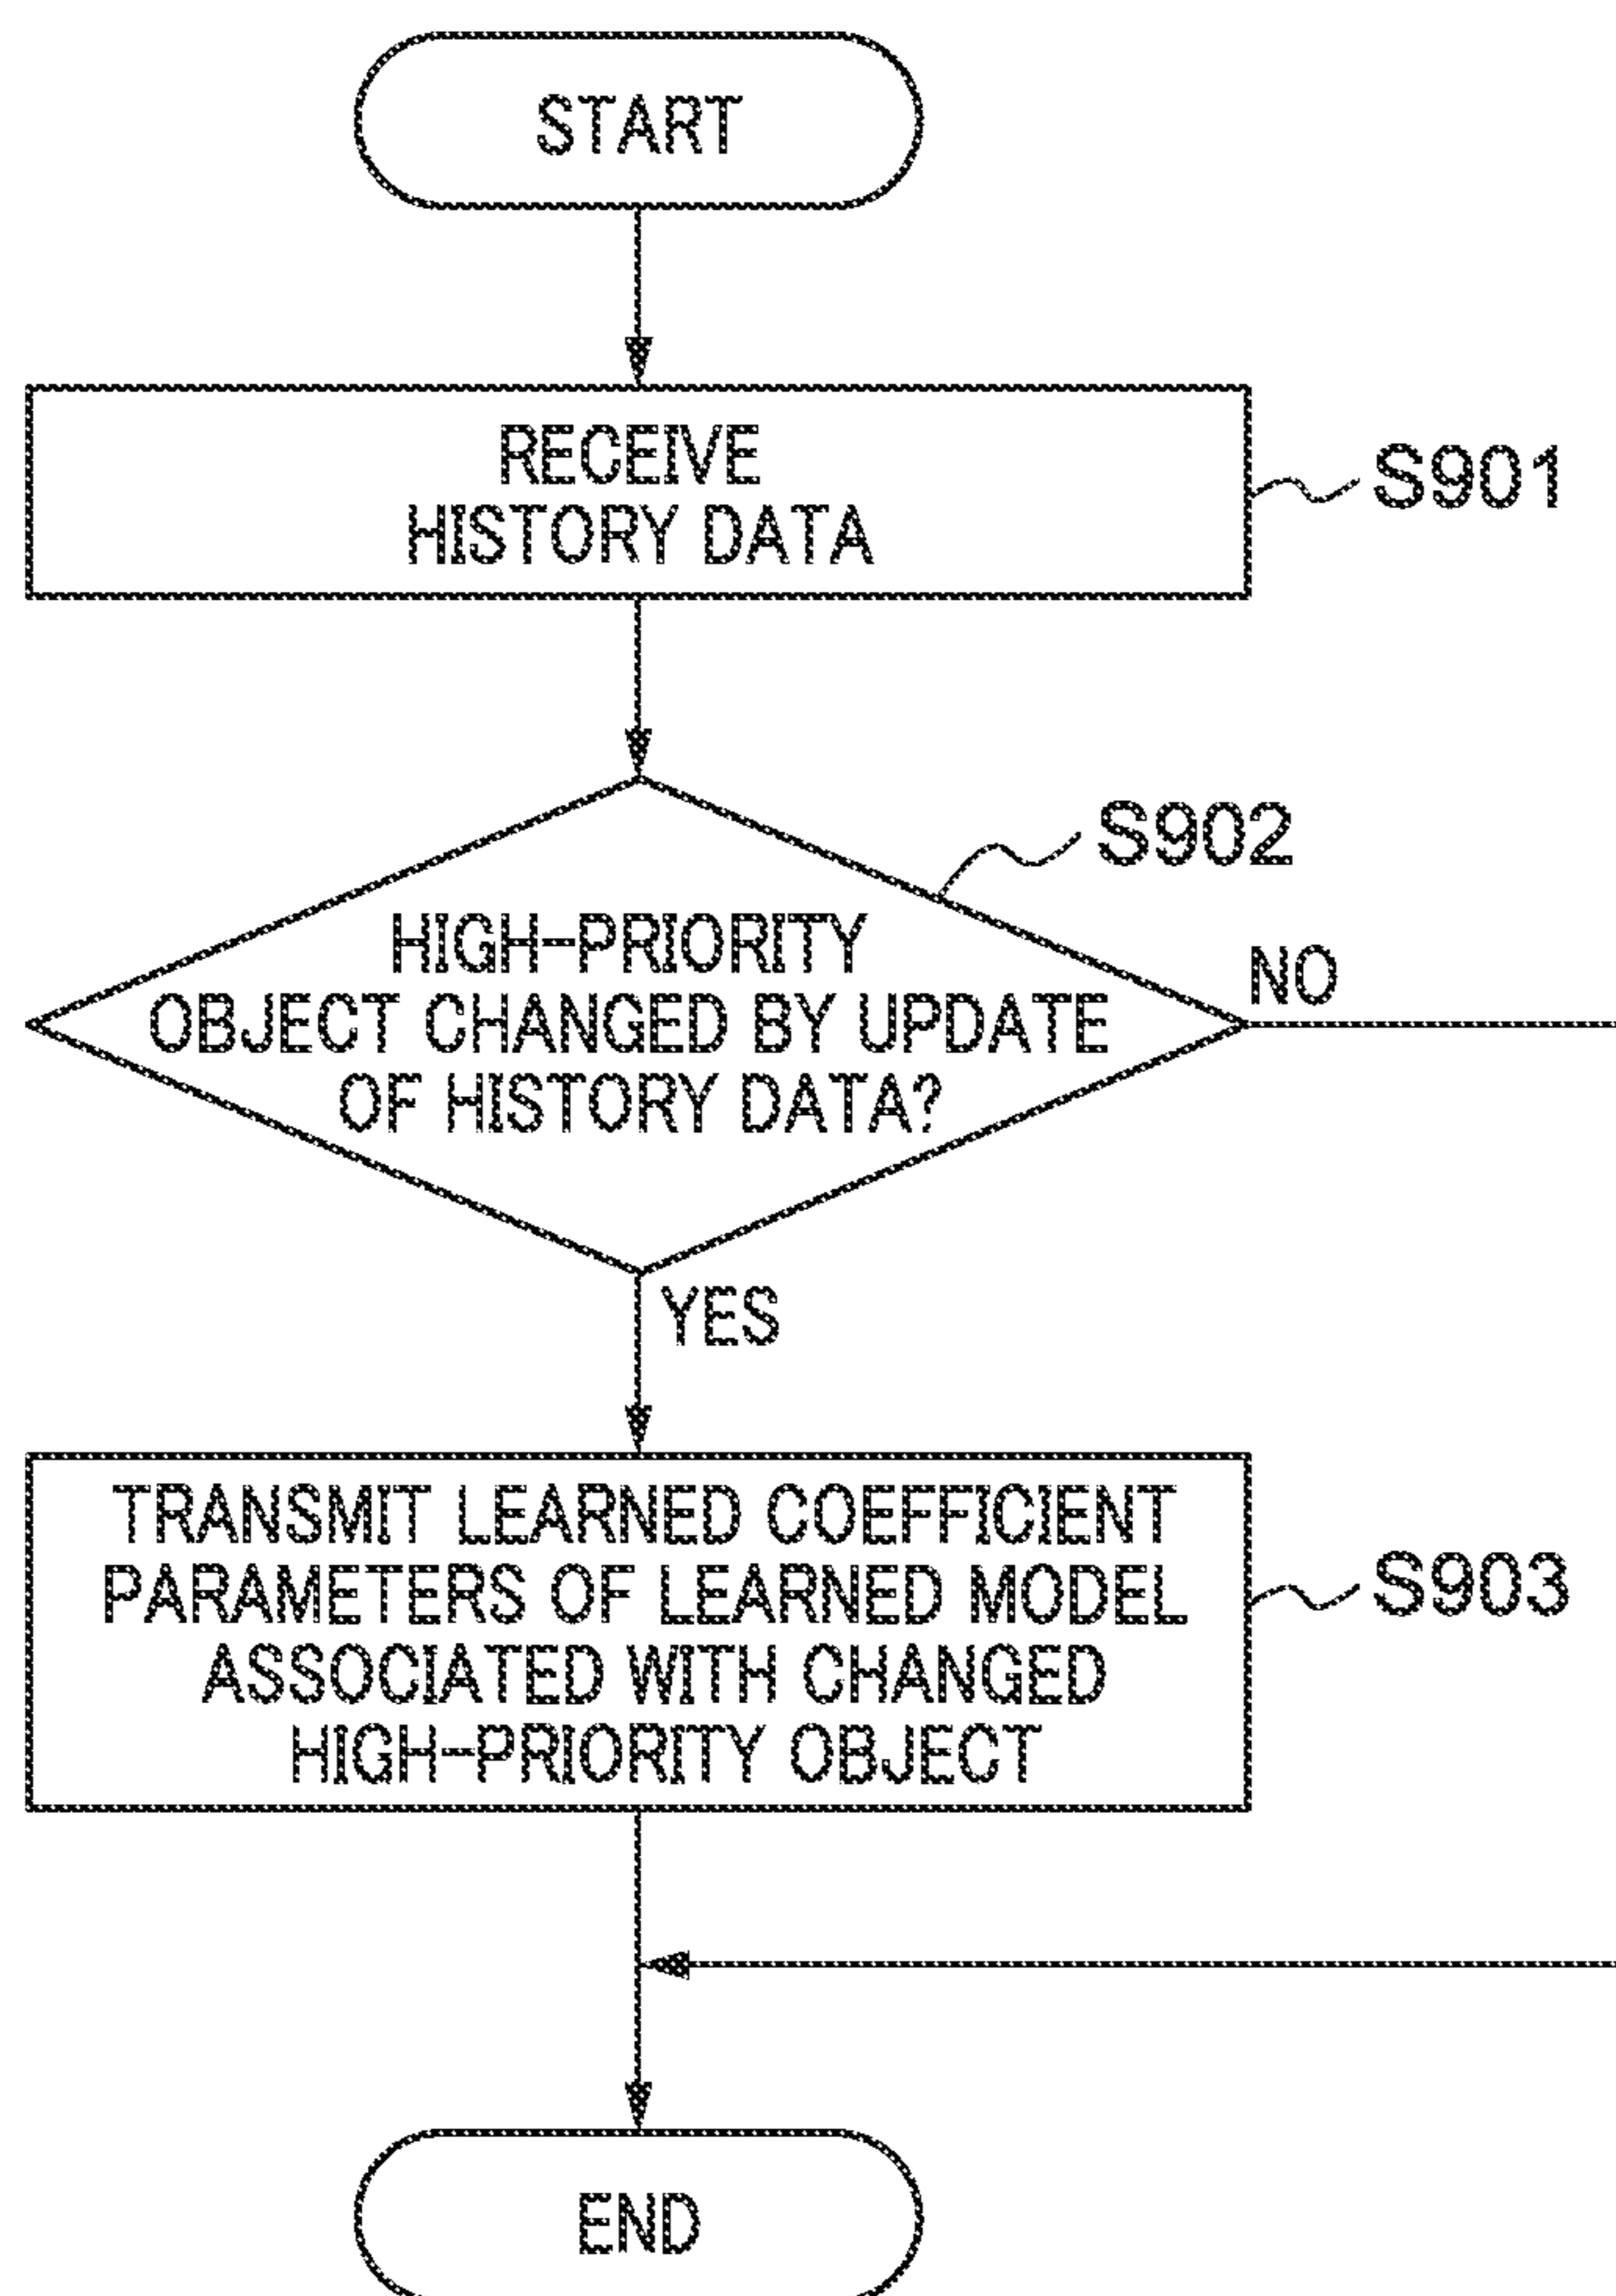 START
RECEIVE
HISTORY DATA
S901
S902
HIGH-PRIORITY
OBJECT CHANGED BY UPDATE
OF HISTORY DATA?
NO
YES
TRANSMIT LEARNED COEFFICIENT
PARAMETERS OF LEARNED MODEL
ASSOCIATED WITH CHANGED
HIGH-PRIORITY OBJECT
S903
END